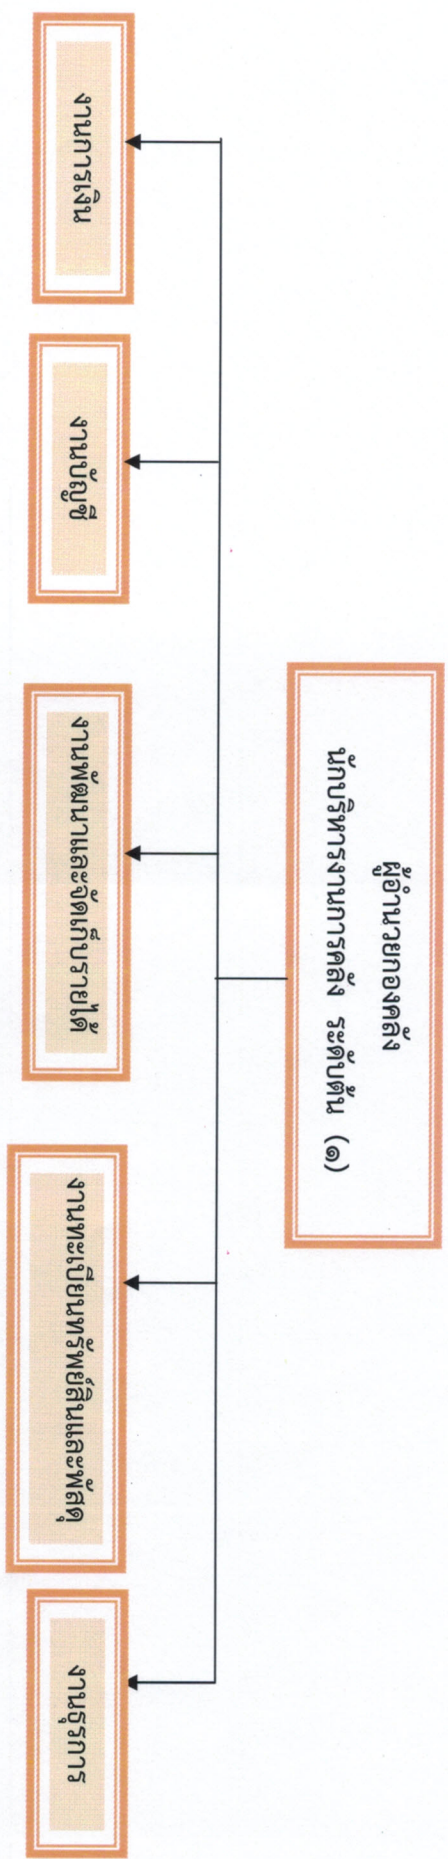 ผู้อำนวยกองคลัง
นักบริหารงานการคลัง ระดับต้น (๑)
งานการเงิน
งานบัญชี
งานพัฒนาและจัดเก็บรายได้
งานทะเบียนทรัพย์สินและพัสดุ
งานธุรการ